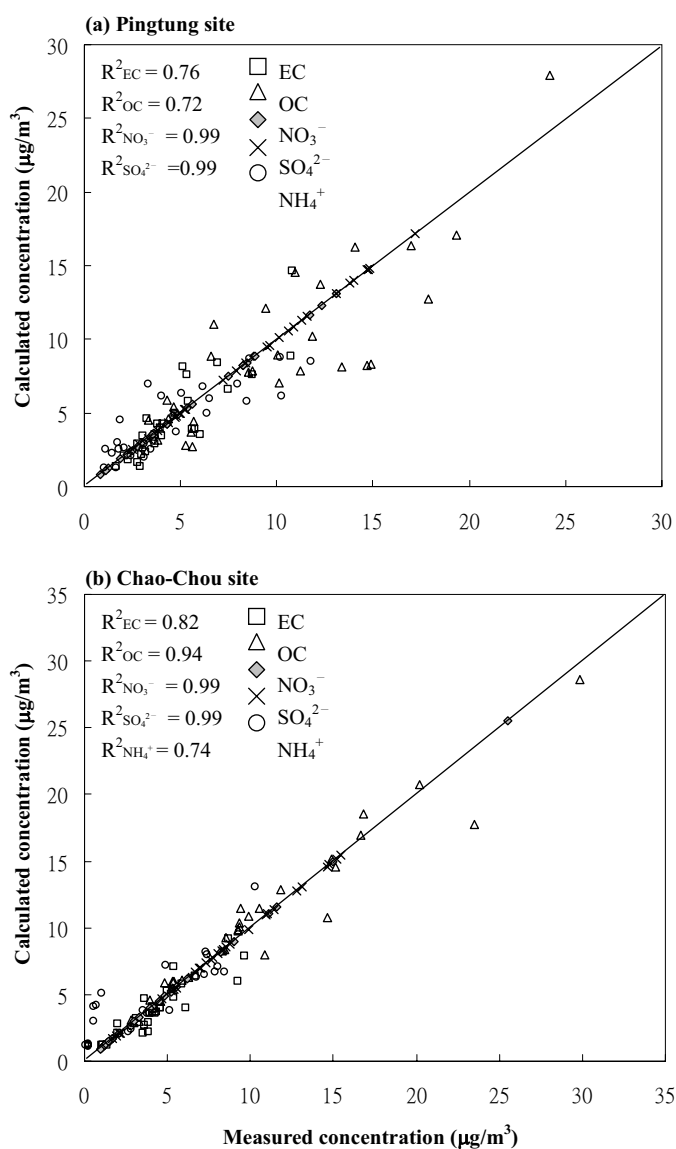 (a) Pingtung site
30
25
20
15
10
5
0
Calculated concentration (µg/m³)
R²EC = 0.76
R²OC = 0.72
R²NO₃⁻ = 0.99
R²SO₄²⁻ =0.99
EC
OC
NO₃⁻
SO₄²⁻
NH₄⁺
0 5 10 15 20 25 30
(b) Chao-Chou site
35
30
25
20
15
10
5
0
Calculated concentration (µg/m³)
R²EC = 0.82
R²OC = 0.94
R²NO₃⁻ = 0.99
R²SO₄²⁻ = 0.99
R²NH₄⁺ = 0.74
EC
OC
NO₃⁻
SO₄²⁻
NH₄⁺
0 5 10 15 20 25 30 35
Measured concentration (µg/m³)